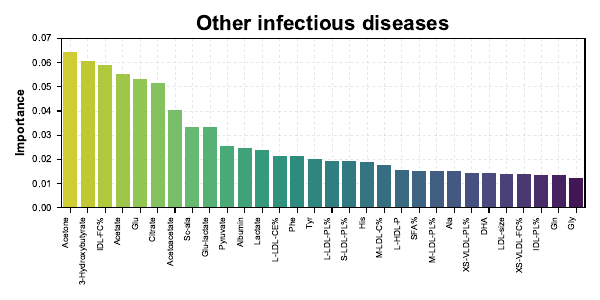 Other infectious diseases
Importance
0.07
0.06
0.05
0.04
0.03
0.02
0.01
0.00
Acetone
3-Hydroxybutyrate
IDL-FC%
Acetate
Glu
Citrate
Acetoacetate
Sc-ala
Glu-lactate
Pyruvate
Albumin
Lactate
L-LDL-CE%
Phe
Tyr
L-LDL-PL%
S-LDL-PL%
His
M-LDL-C%
L-HDL-P
SFA%
M-LDL-PL%
Ala
XS-VLDL-PL%
DHA
LDL-size
XS-VLDL-FC%
IDL-PL%
Gln
Gly